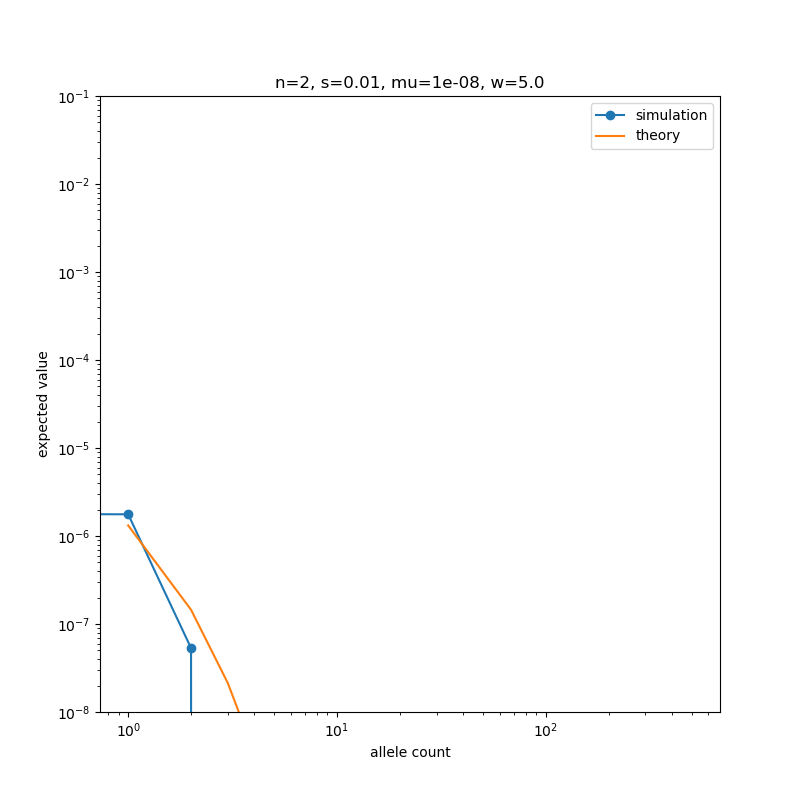 n=2, s=0.01, mu=1e-08, w=5.0
simulation
theory
10⁻¹
10⁻²
10⁻³
10⁻⁴
10⁻⁵
10⁻⁶
10⁻⁷
10⁻⁸
expected value
10⁰ 10¹ 10²
allele count